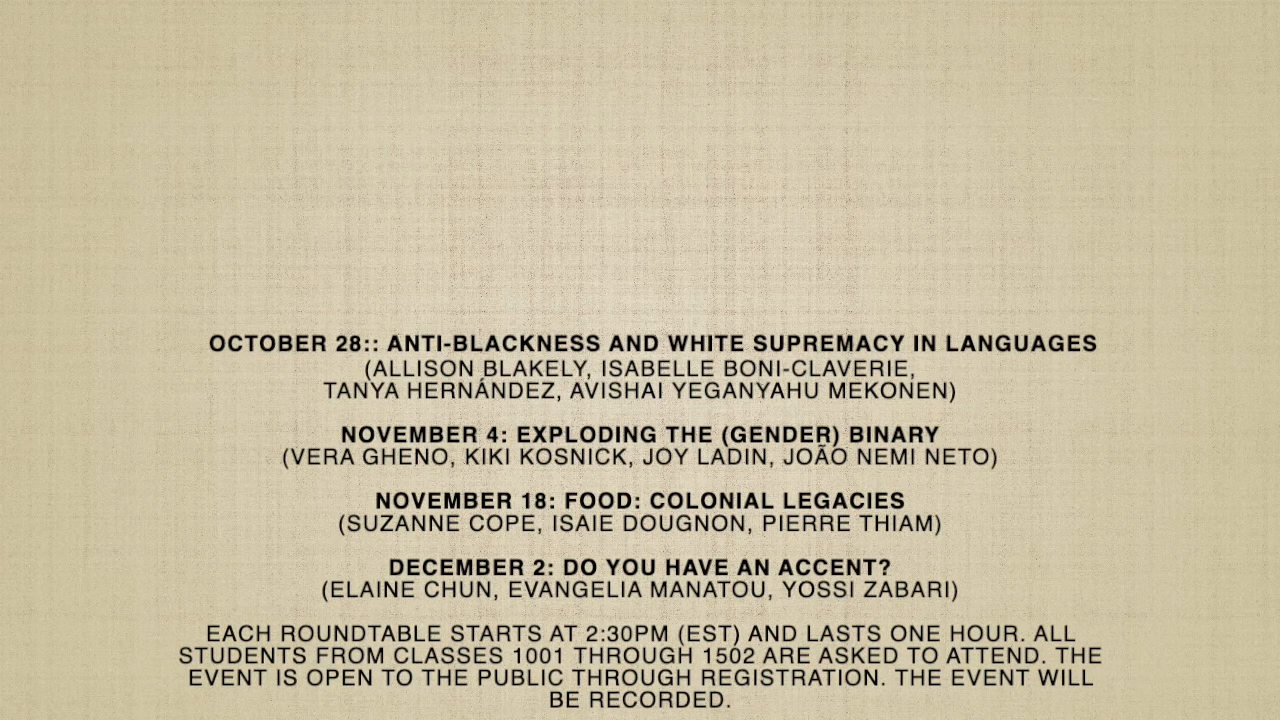 OCTOBER 28:: ANTI-BLACKNESS AND WHITE SUPREMACY IN LANGUAGES
(ALLISON BLAKELY, ISABELLE BONI-CLAVERIE,
TANYA HERNÁNDEZ, AVISHAI YEGANYAHU MEKONEN)
NOVEMBER 4: EXPLODING THE (GENDER) BINARY
(VERA GHENO, KIKI KOSNICK, JOY LADIN, JOÃO NEMI NETO)
NOVEMBER 18: FOOD: COLONIAL LEGACIES
(SUZANNE COPE, ISAIE DOUGNON, PIERRE THIAM)
DECEMBER 2: DO YOU HAVE AN ACCENT?
(ELAINE CHUN, EVANGELIA MANATOU, YOSSI ZABARI)
EACH ROUNDTABLE STARTS AT 2:30PM (EST) AND LASTS ONE HOUR. ALL
STUDENTS FROM CLASSES 1001 THROUGH 1502 ARE ASKED TO ATTEND. THE
EVENT IS OPEN TO THE PUBLIC THROUGH REGISTRATION. THE EVENT WILL
BE RECORDED.